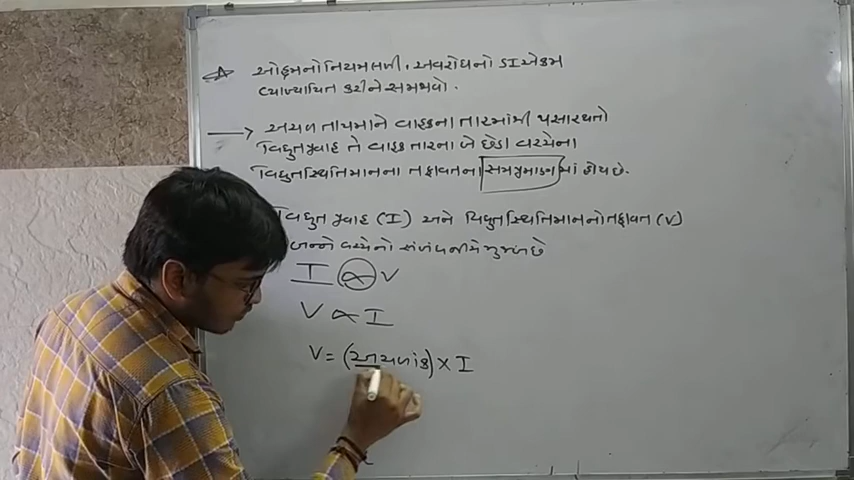 ઓહમનો નિયમ લખી, અવરોધનો SI એકમ
વ્યાખ્યાયિત કરીને સમજાવો.
→ અચળ તાપમાને વાહકના તારમાંથી પસાર થતો
વિદ્યુતપ્રવાહ તે વાહક તારના બે છેડા વચ્ચેના
વિદ્યુતસ્થિતિમાનના તફાવતના સમપ્રમાણમાં હોય છે.
વિદ્યુત પ્રવાહ (I) અને વિદ્યુતસ્થિતિમાનનો તફાવત (V)
બન્ને વચ્ચેનો સંબંધ નીચે મુજબ છે
I ∝ V
V ∝ I
V = (અચળાંક) × I